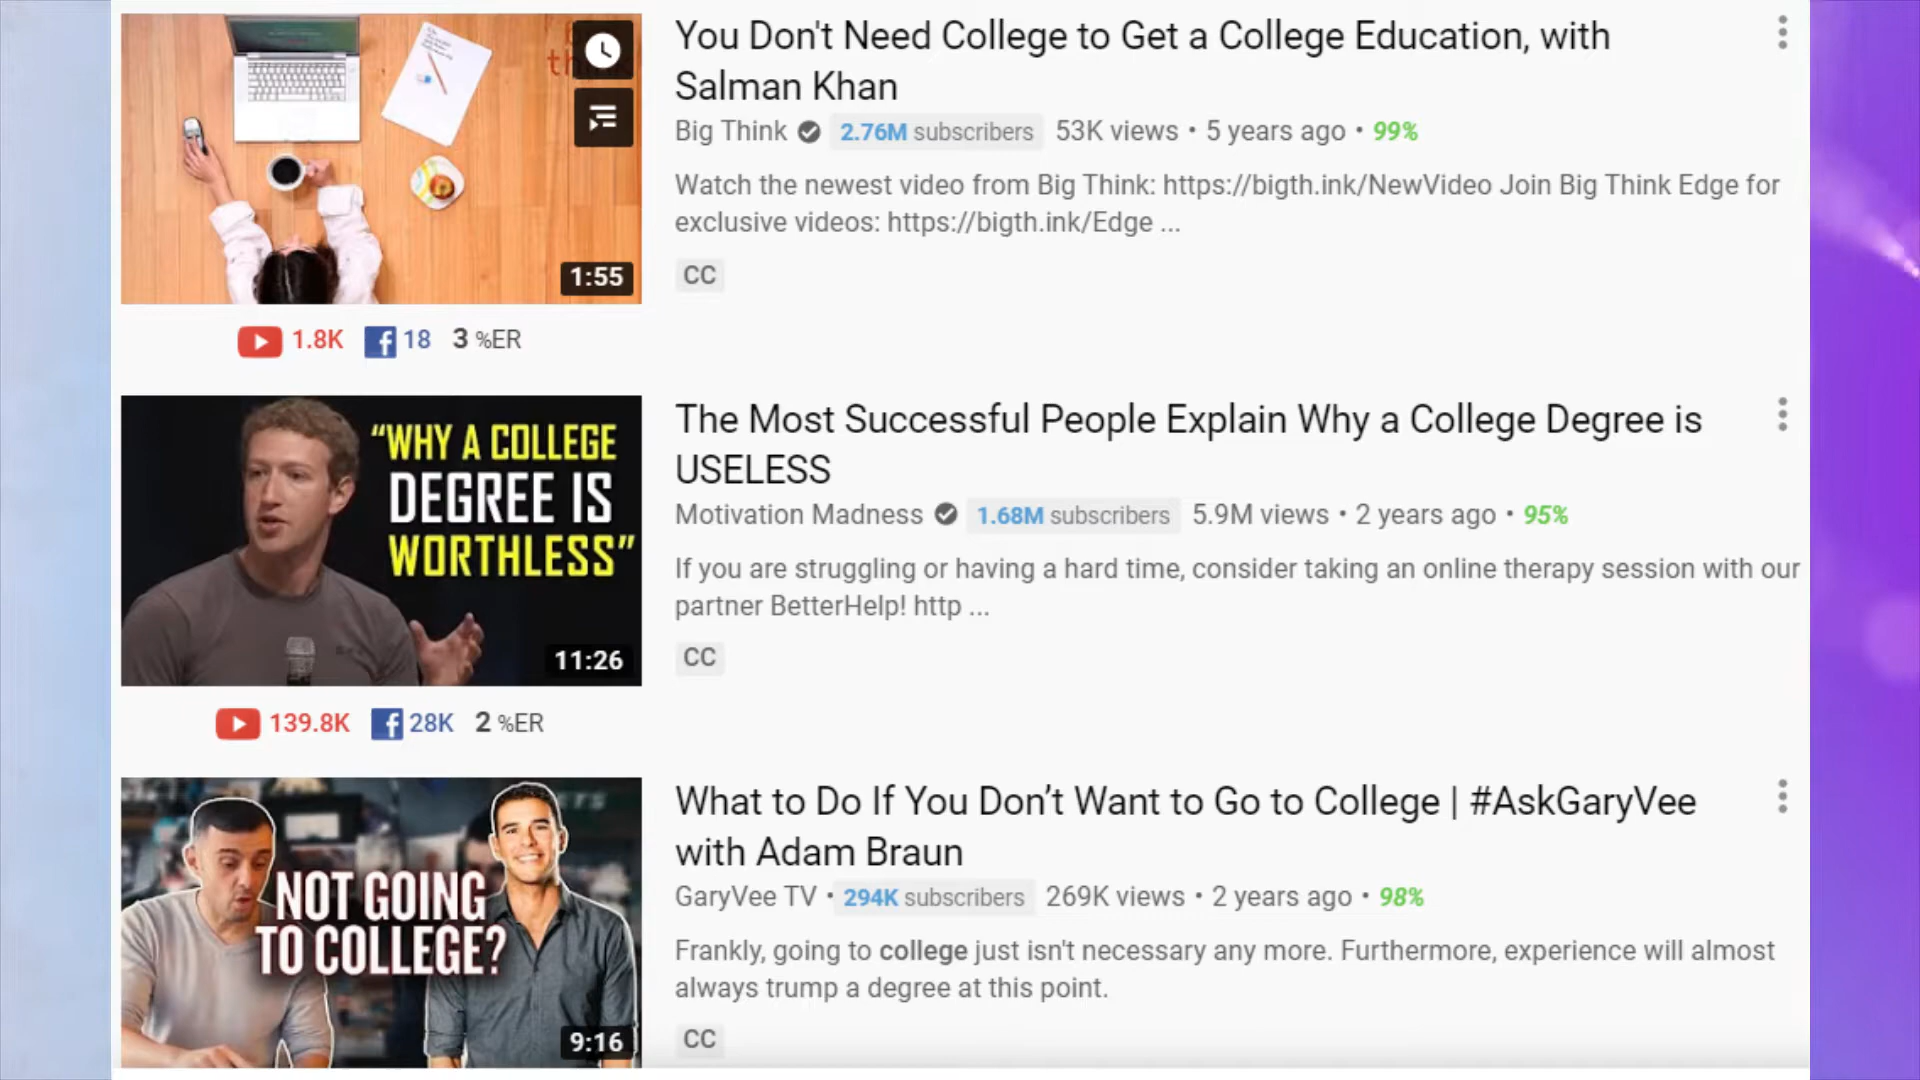 You Don't Need College to Get a College Education, with
Salman Khan
Big Think 2.76M subscribers 53K views • 5 years ago • 99%
Watch the newest video from Big Think: https://bigth.ink/NewVideo Join Big Think Edge for
exclusive videos: https://bigth.ink/Edge ...
CC
1:55
1.8K 18 3 %ER
“WHY A COLLEGE
DEGREE IS
WORTHLESS”
11:26
The Most Successful People Explain Why a College Degree is
USELESS
Motivation Madness 1.68M subscribers 5.9M views • 2 years ago • 95%
If you are struggling or having a hard time, consider taking an online therapy session with our
partner BetterHelp! http ...
CC
139.8K 28K 2 %ER
NOT GOING
TO COLLEGE?
9:16
What to Do If You Don’t Want to Go to College | #AskGaryVee
with Adam Braun
GaryVee TV • 294K subscribers 269K views • 2 years ago • 98%
Frankly, going to college just isn't necessary any more. Furthermore, experience will almost
always trump a degree at this point.
CC